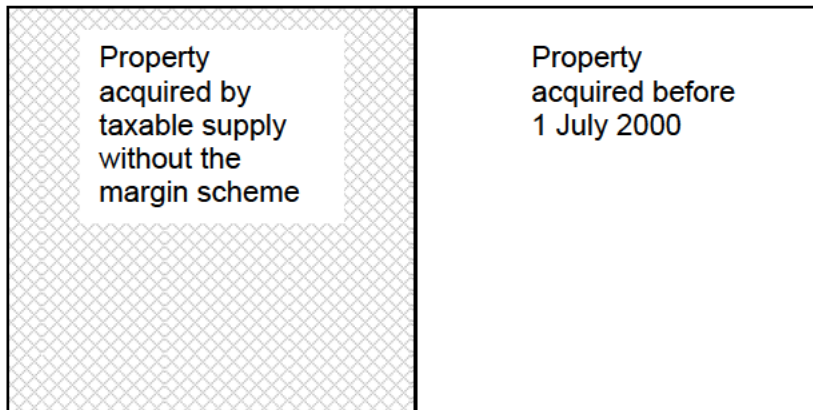 Property
acquired by
taxable supply
without the
margin scheme
Property
acquired before
1 July 2000